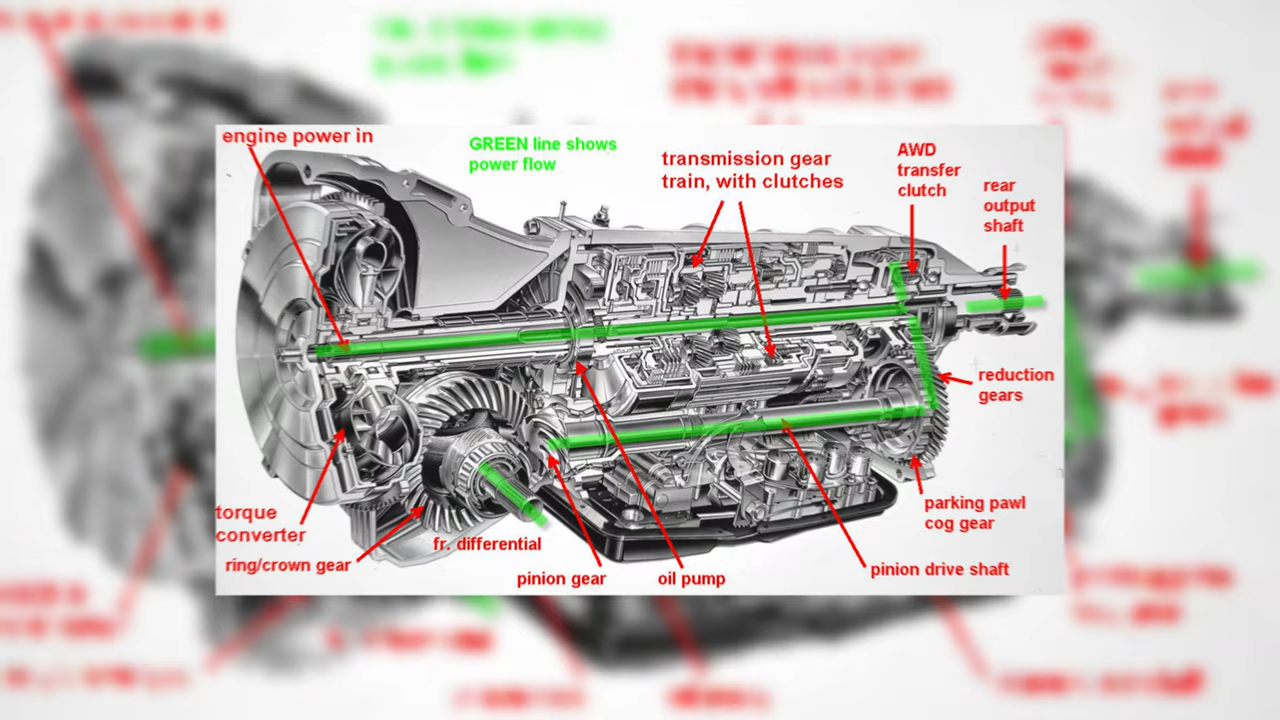 engine power in
GREEN line shows
power flow
transmission gear
train, with clutches
AWD
transfer
clutch
rear
output
shaft
reduction
gears
parking pawl
cog gear
pinion drive shaft
oil pump
pinion gear
fr. differential
ring/crown gear
torque
converter